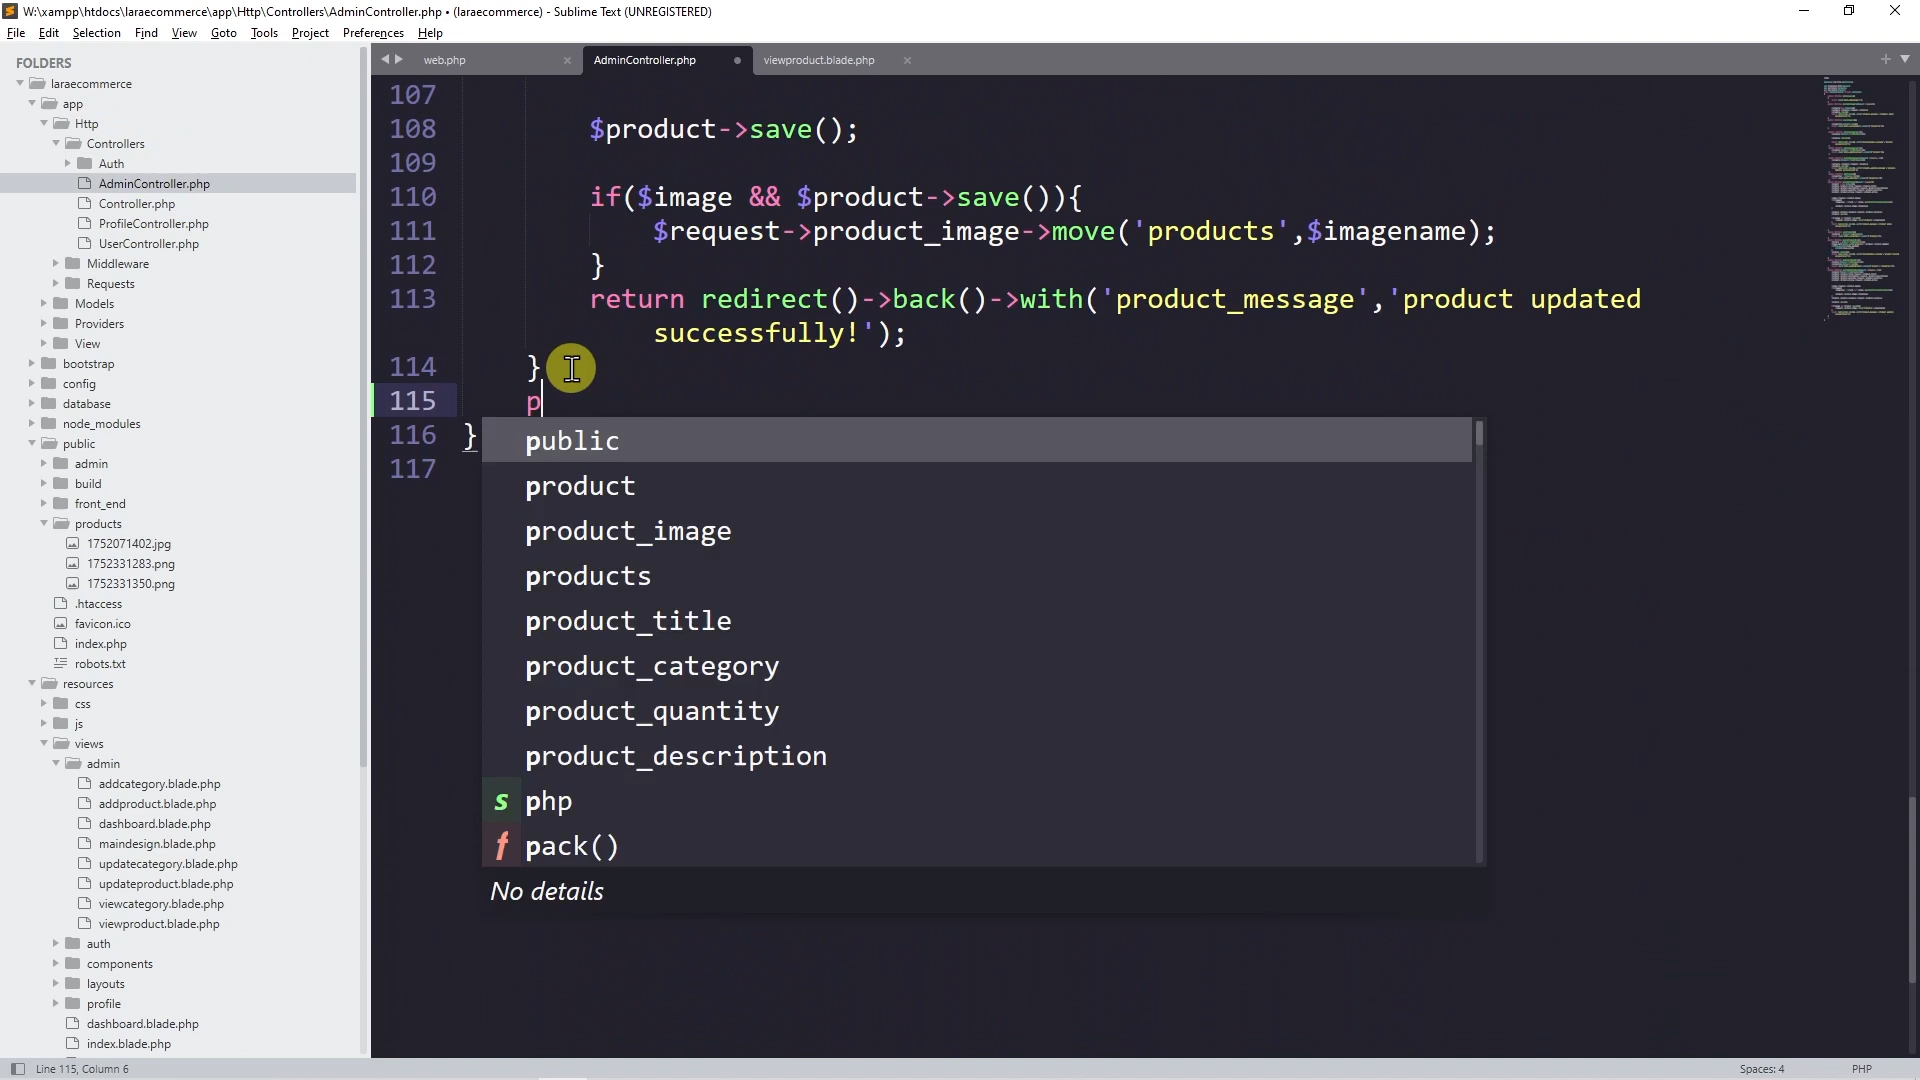 W:\xampp\htdocs\laraecommerce\app\Http\Controllers\AdminController.php • (laraecommerce) - Sublime Text (UNREGISTERED)
File Edit Selection Find View Goto Tools Project Preferences Help
FOLDERS
laraecommerce
app
Http
Controllers
Auth
AdminController.php
Controller.php
ProfileController.php
UserController.php
Middleware
Requests
Models
Providers
View
bootstrap
config
database
node_modules
public
admin
build
front_end
products
1752071402.jpg
1752331283.png
1752331350.png
.htaccess
favicon.ico
index.php
robots.txt
resources
css
js
views
admin
addcategory.blade.php
addproduct.blade.php
dashboard.blade.php
maindesign.blade.php
updatecategory.blade.php
updateproduct.blade.php
viewcategory.blade.php
viewproduct.blade.php
auth
components
layouts
profile
dashboard.blade.php
index.blade.php
web.php AdminController.php viewproduct.blade.php
107
108 $product->save();
109
110 if($image && $product->save()){
111 $request->product_image->move('products',$imagename);
112 }
113 return redirect()->back()->with('product_message','product updated
successfully!');
114 }
115 p
116 }
117
public
product
product_image
products
product_title
product_category
product_quantity
product_description
s php
f pack()
No details
Line 115, Column 6 Spaces: 4 PHP